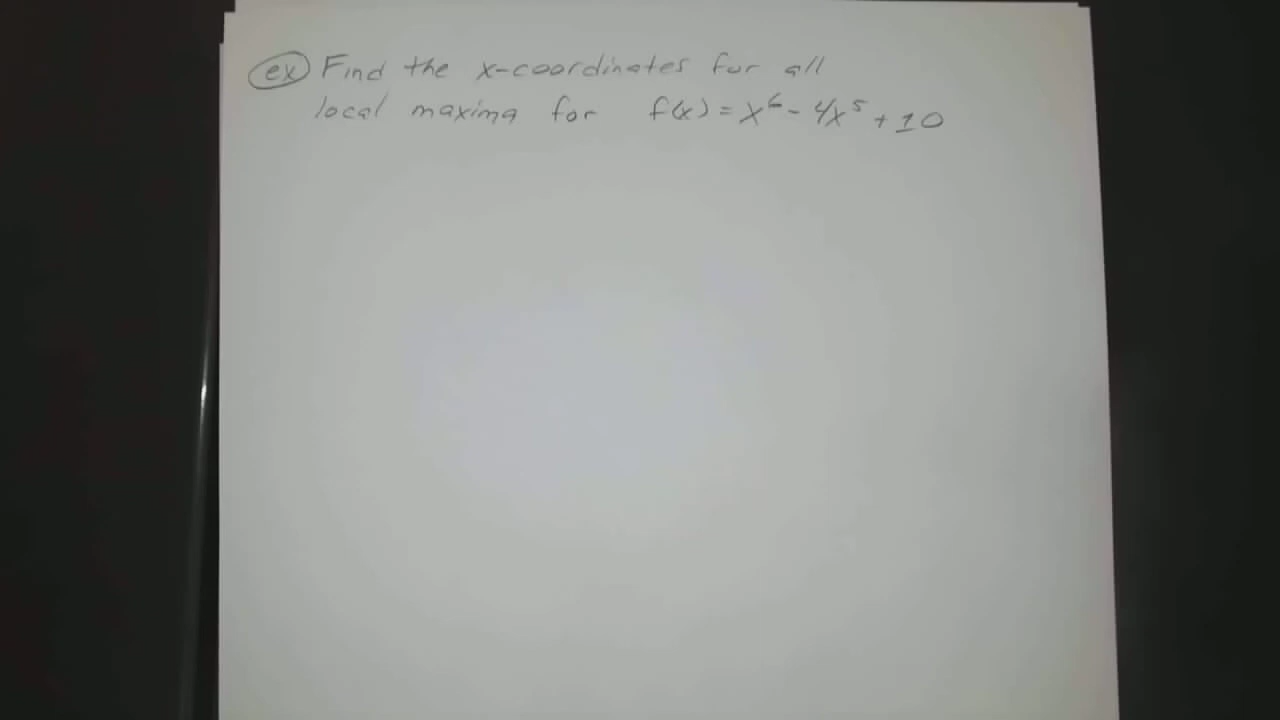 ex Find the x-coordinates for all
local maxima for f(x) = x⁶ - 4x⁵ + 10